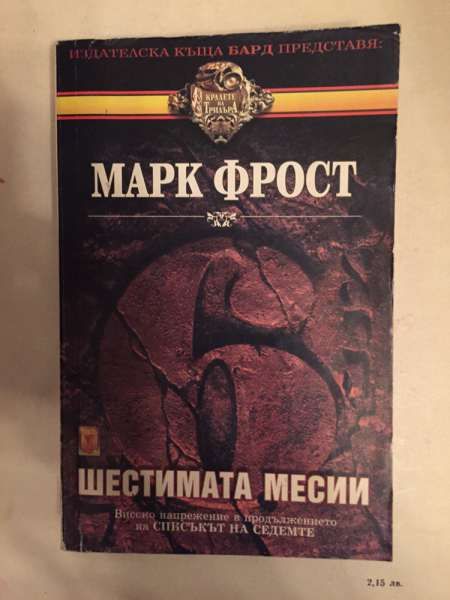 ИЗДАТЕЛСКА КЪЩА БАРД ПРЕДСТАВЯ:
КРАЛЕТЕ
НА
ТРИЛЪРА
МАРК ФРОСТ
6
ШЕСТИМАТА МЕСИИ
Високо напрежение в продължението
на СПИСЪКЪТ НА СЕДЕМТЕ
2,15 лв.